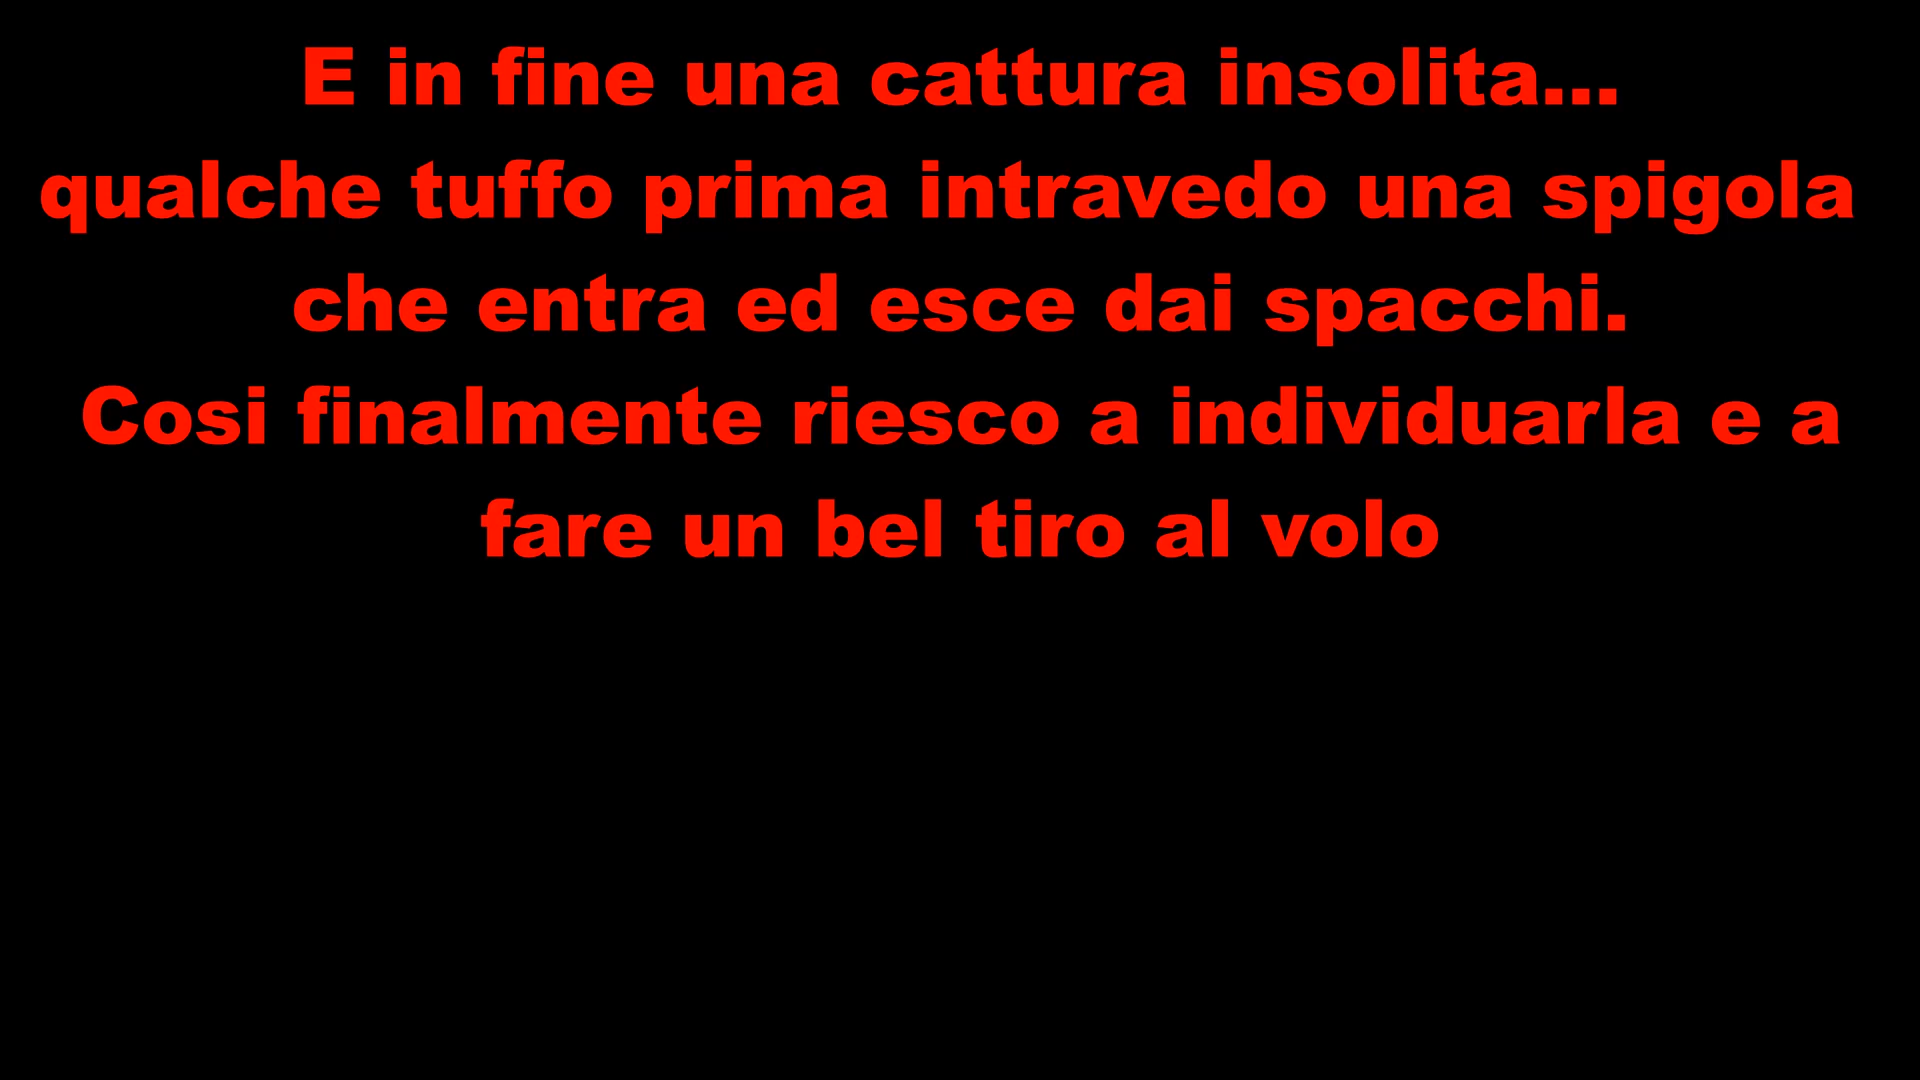 E in fine una cattura insolita...
qualche tuffo prima intravedo una spigola
che entra ed esce dai spacchi.
Cosi finalmente riesco a individuarla e a
fare un bel tiro al volo